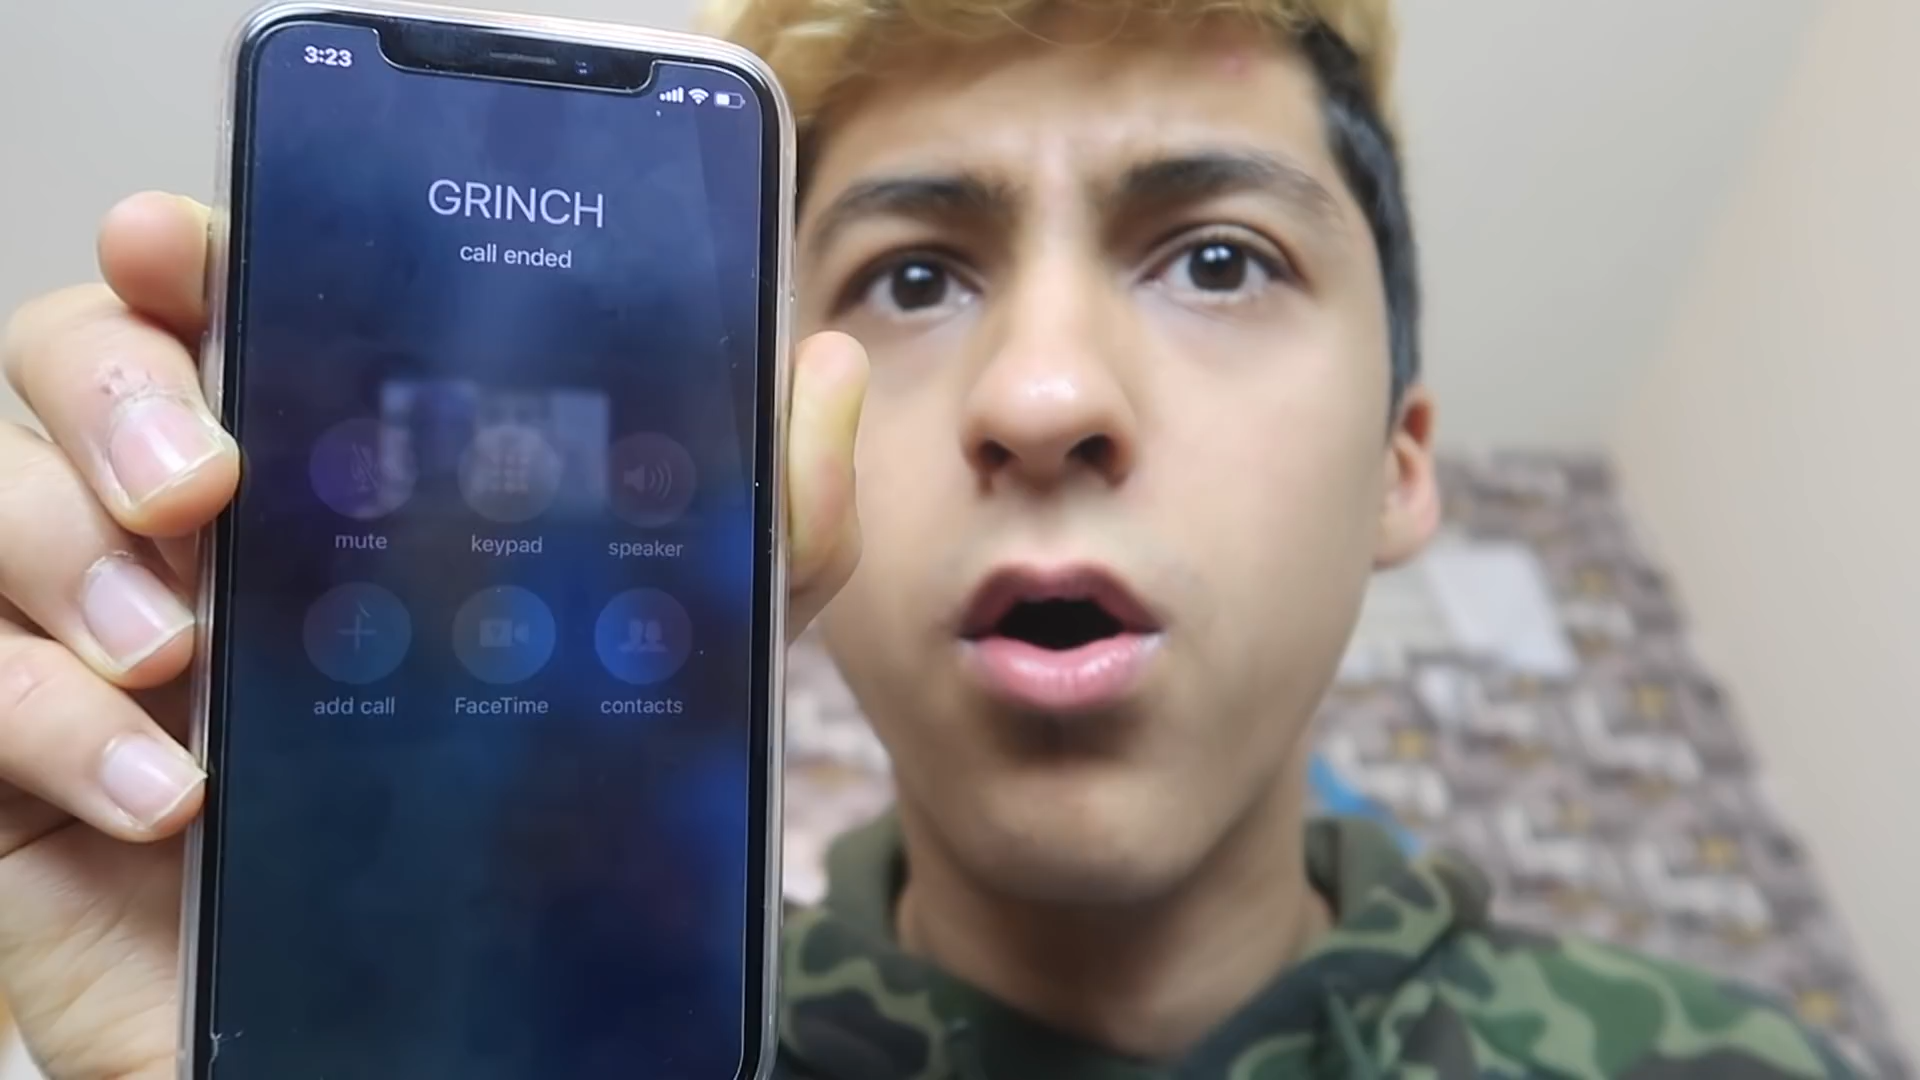 3:23
GRINCH
call ended
mute
keypad
speaker
add call
FaceTime
contacts